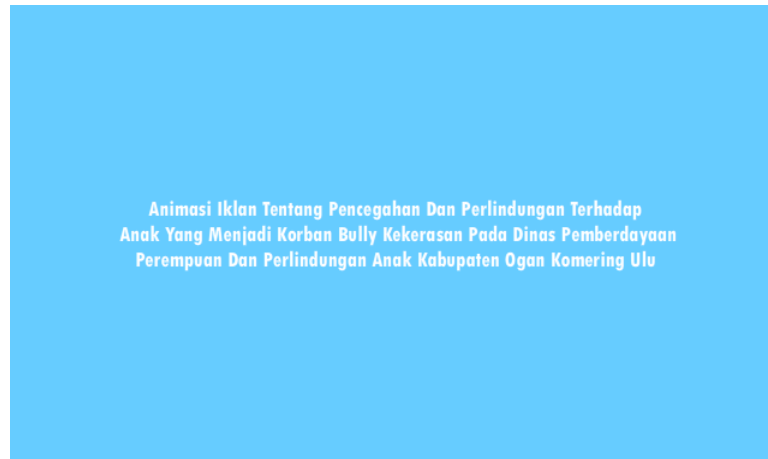 Animasi Iklan Tentang Pencegahan Dan Perlindungan Terhadap
Anak Yang Menjadi Korban Bully Kekerasan Pada Dinas Pemberdayaan
Perempuan Dan Perlindungan Anak Kabupaten Ogan Komering Ulu